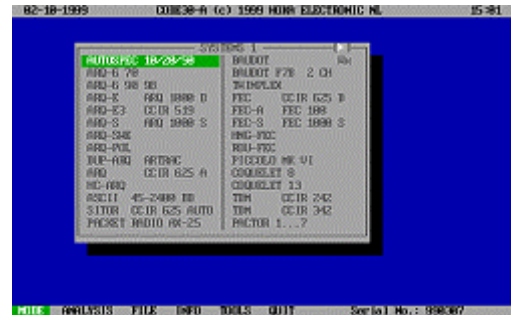 02-10-1999 CODE30-A (c) 1999 HOKA ELECTRONIC NL 15:01
SYSTEMS 1
AUTOSPEC 10/20/90
ARQ-6 70
ARQ-6 90 98
ARQ-E ARQ 1000 D
ARQ-E3 CCIR 519
ARQ-S ARQ 1000 S
ARQ-SWE
ARQ-POL
DUP-ARQ ARTRAC
ARQ CCIR 625 A
HC-ARQ
ASCII 45-2400 BD
SITOR CCIR 625 AUTO
PACKET RADIO AX-25
BAUDOT Rx
BAUDOT F7B 2 CH
TWINPLEX
FEC CCIR 625 B
FEC-A FEC 100
FEC-S FEC 1000 S
HNG-FEC
ROU-FEC
PICCOLO MK VI
COQUELET 8
COQUELET 13
TDM CCIR 242
TDM CCIR 342
PACTOR 1...?
MODE ANALYSIS FILE INFO TOOLS QUIT Serial No.: